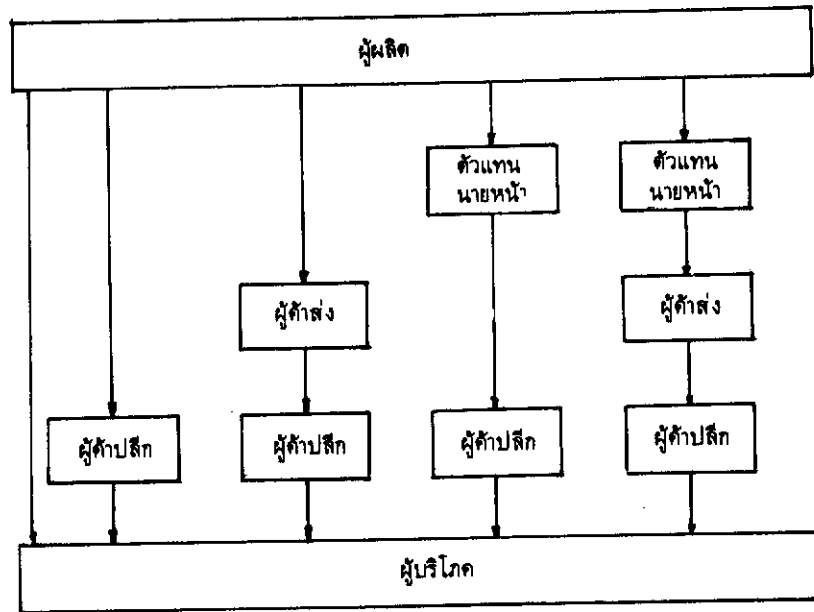 ผู้ผลิต
ตัวแทน
นายหน้า
ตัวแทน
นายหน้า
ผู้ค้าส่ง
ผู้ค้าส่ง
ผู้ค้าปลีก
ผู้ค้าปลีก
ผู้ค้าปลีก
ผู้ค้าปลีก
ผู้บริโภค